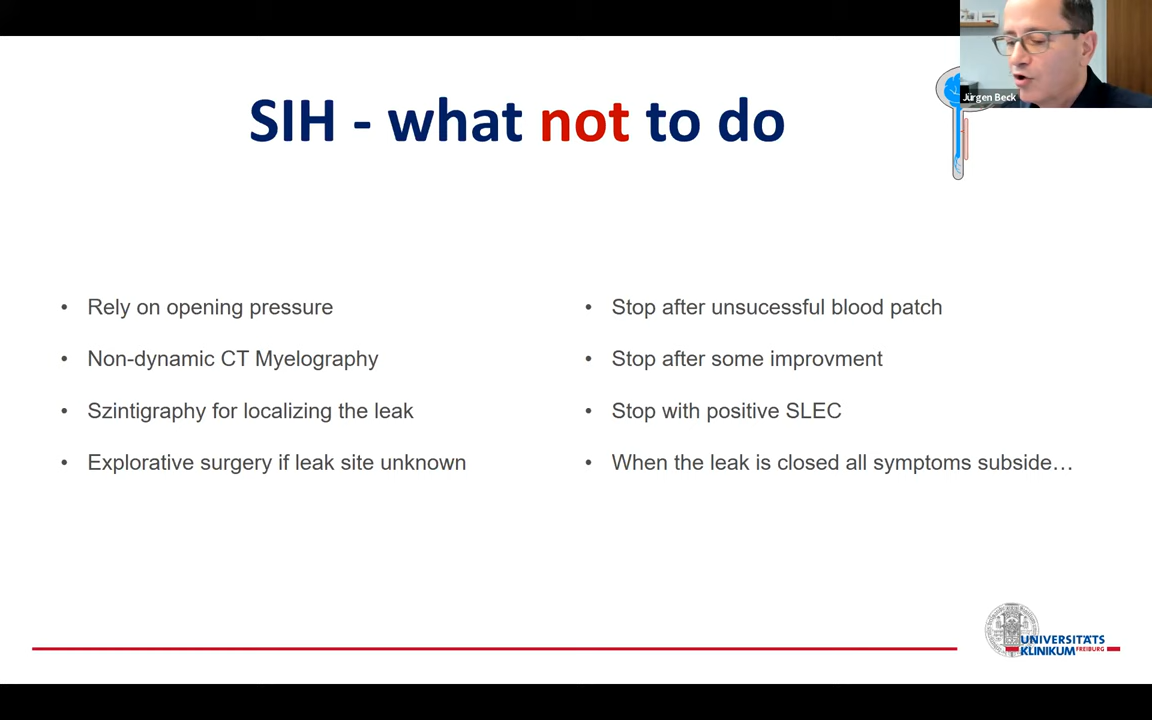 Jürgen Beck
SIH - what not to do
• Rely on opening pressure
• Non-dynamic CT Myelography
• Szintigraphy for localizing the leak
• Explorative surgery if leak site unknown
• Stop after unsucessful blood patch
• Stop after some improvment
• Stop with positive SLEC
• When the leak is closed all symptoms subside…
UNIVERSITÄTS
KLINIKUM FREIBURG